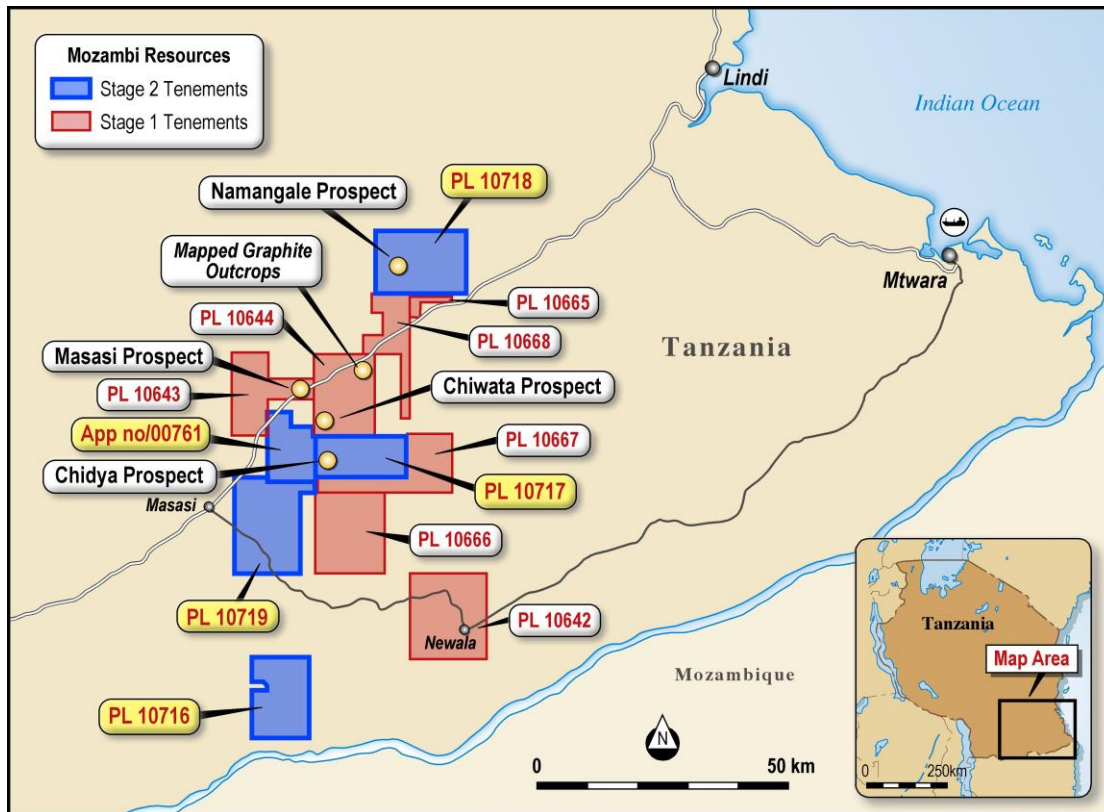 Mozambi Resources
Stage 2 Tenements
Stage 1 Tenements
Lindi
Indian Ocean
Namangale Prospect
PL 10718
Mapped Graphite
Outcrops
Mtwara
PL 10665
PL 10644
PL 10668
Tanzania
Masasi Prospect
PL 10643
Chiwata Prospect
App no/00761
PL 10667
Chidya Prospect
PL 10717
Masasi
PL 10666
PL 10719
PL 10642
Newala
Mozambique
PL 10716
N
0 50 km
Tanzania
Map Area
0 250km